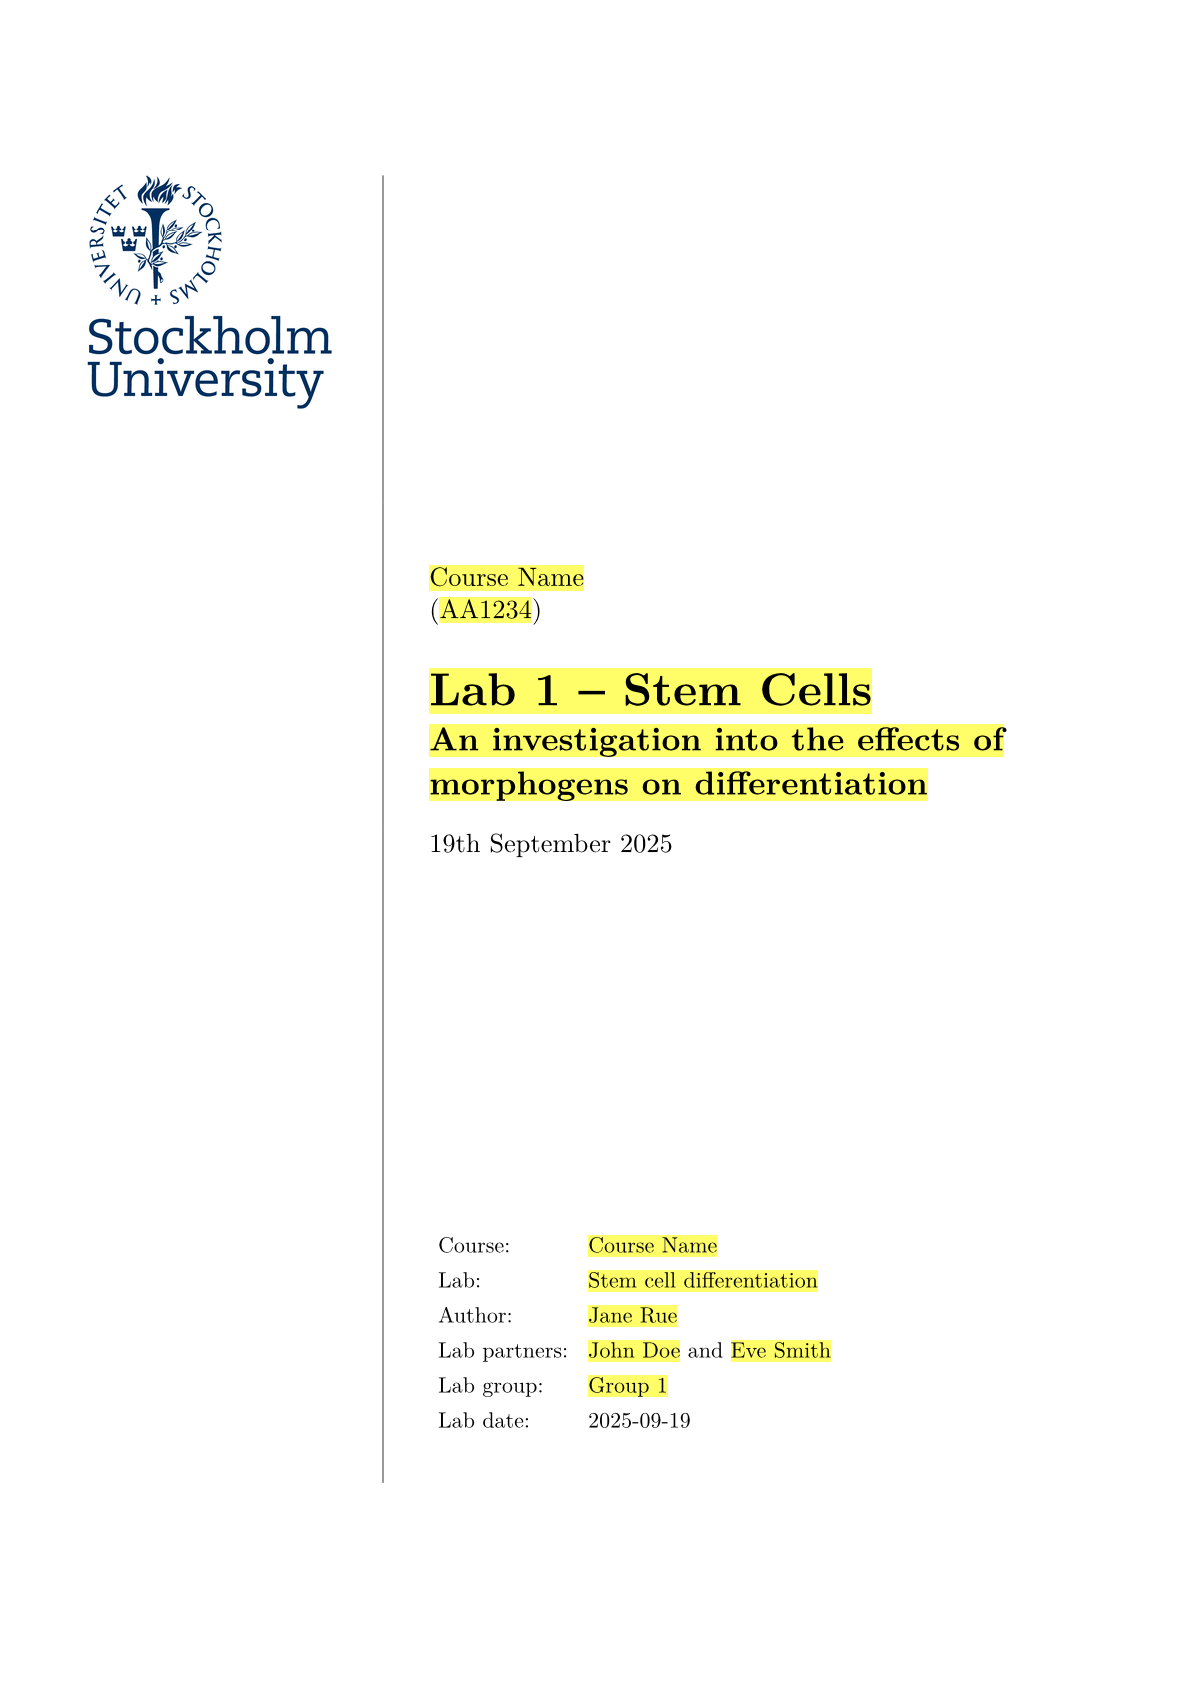 STOCKHOLMS
UNIVERSITET
Stockholm
University
Course Name
(AA1234)
Lab 1 – Stem Cells
An investigation into the effects of
morphogens on differentiation
19th September 2025
Course: Course Name
Lab: Stem cell differentiation
Author: Jane Rue
Lab partners: John Doe and Eve Smith
Lab group: Group 1
Lab date: 2025-09-19